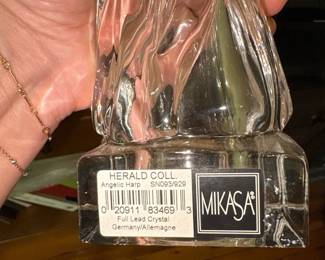 HERALD COLL.
Angelic Harp SN093/929
0 20911 83469 3
Full Lead Crystal
Germany/Allemagne
MIKASA®